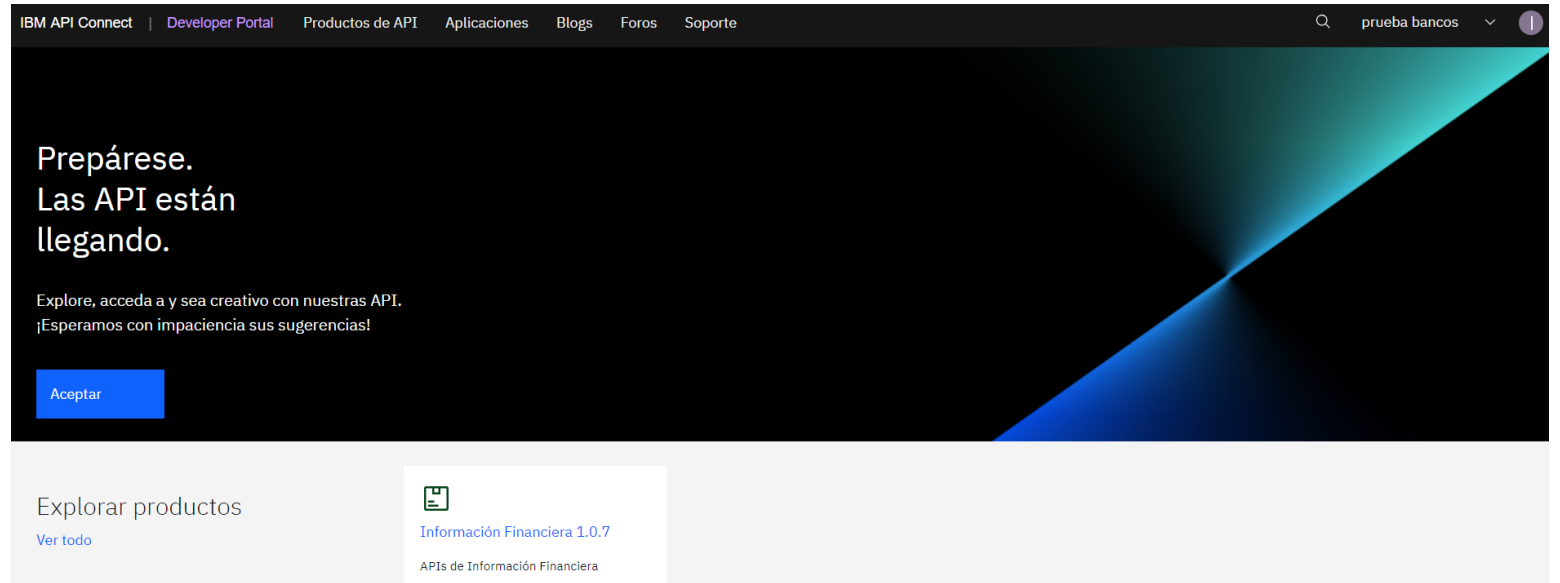 IBM API Connect | Developer Portal Productos de API Aplicaciones Blogs Foros Soporte prueba bancos I
Prepárese.
Las API están
llegando.
Explore, acceda a y sea creativo con nuestras API.
¡Esperamos con impaciencia sus sugerencias!
Aceptar
Explorar productos
Ver todo
Información Financiera 1.0.7
APIs de Información Financiera